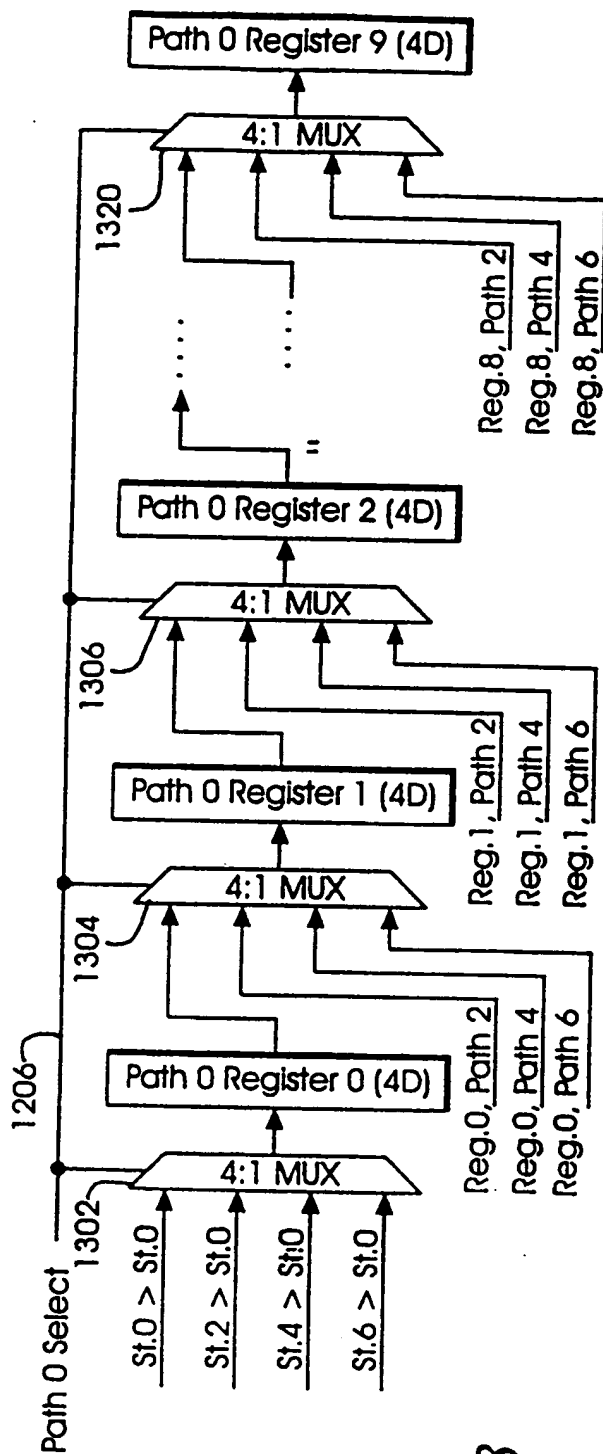 Path 0 Select
1206
1302
St.0 > St.0
St.2 > St.0
St.4 > St.0
St.6 > St.0
4:1 MUX
Path 0 Register 0 (4D)
Reg.0, Path 2
Reg.0, Path 4
Reg.0, Path 6
1304
4:1 MUX
Path 0 Register 1 (4D)
Reg.1, Path 2
Reg.1, Path 4
Reg.1, Path 6
1306
4:1 MUX
Path 0 Register 2 (4D)
Reg.8, Path 2
Reg.8, Path 4
Reg.8, Path 6
1320
4:1 MUX
Path 0 Register 9 (4D)